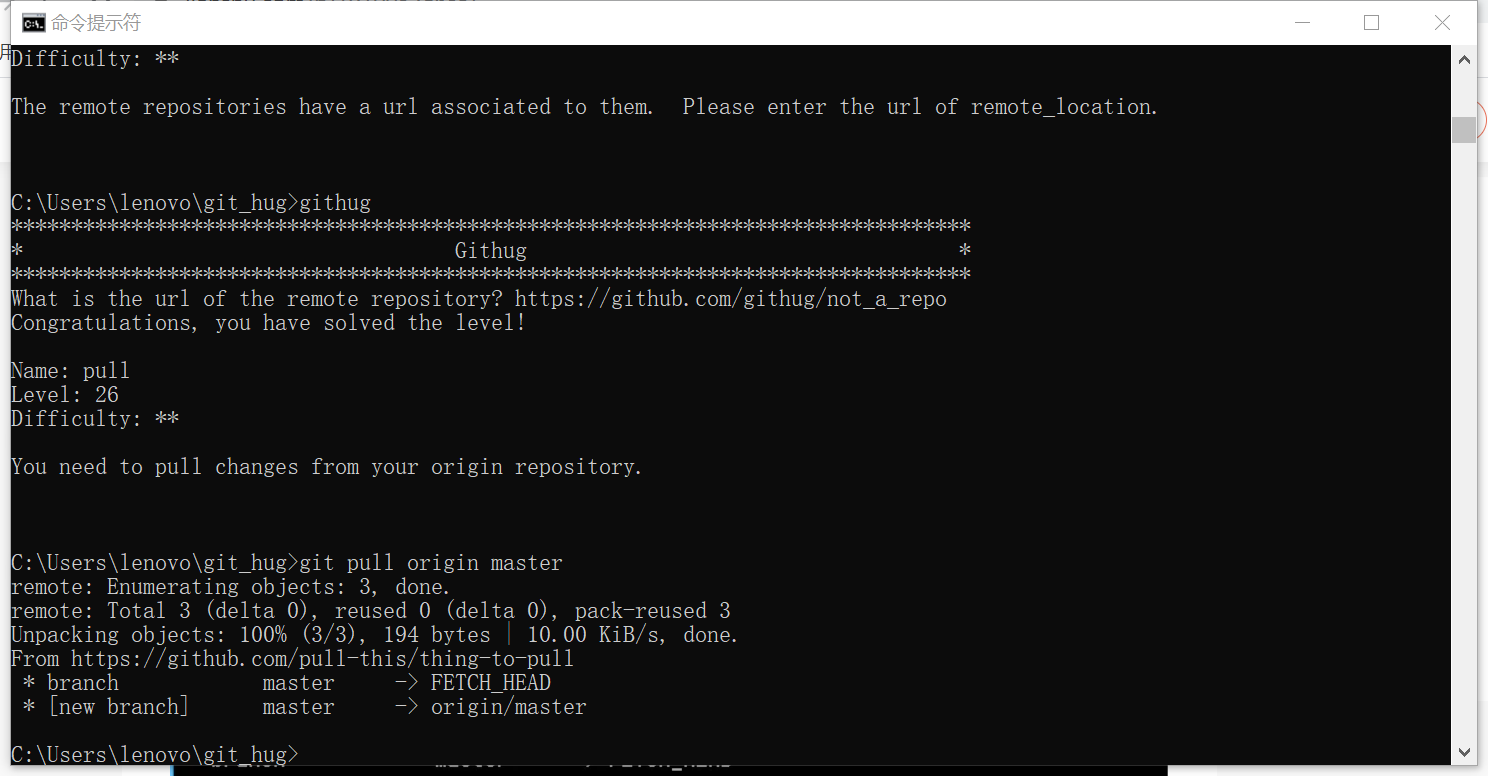 命令提示符
Difficulty: **
The remote repositories have a url associated to them.  Please enter the url of remote_location.
C:\Users\lenovo\git_hug>githug
********************************************************************************
*                                    Githug                                    *
********************************************************************************
What is the url of the remote repository? https://github.com/githug/not_a_repo
Congratulations, you have solved the level!
Name: pull
Level: 26
Difficulty: **
You need to pull changes from your origin repository.
C:\Users\lenovo\git_hug>git pull origin master
remote: Enumerating objects: 3, done.
remote: Total 3 (delta 0), reused 0 (delta 0), pack-reused 3
Unpacking objects: 100% (3/3), 194 bytes | 10.00 KiB/s, done.
From https://github.com/pull-this/thing-to-pull
 * branch            master     -> FETCH_HEAD
 * [new branch]      master     -> origin/master
C:\Users\lenovo\git_hug>